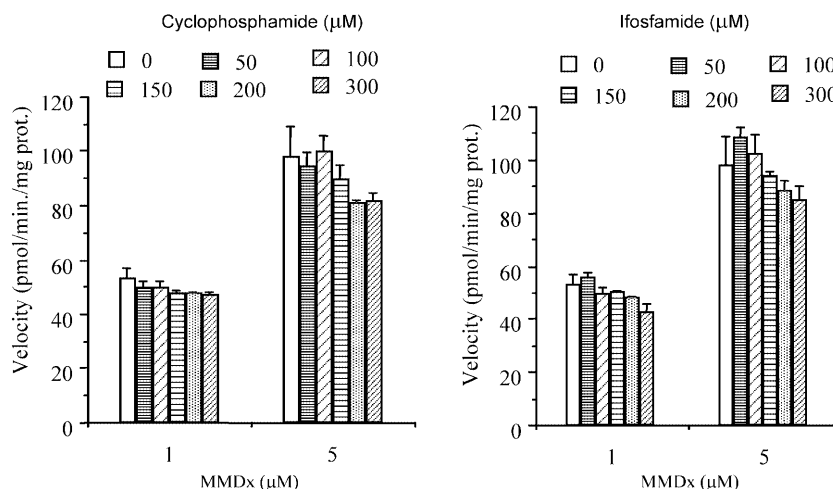 Cyclophosphamide (μM)
0 50 100
150 200 300
Velocity (pmol/min./mg prot.)
120
100
80
60
40
20
0
1 5
MMDx (μM)
Ifosfamide (μM)
0 50 100
150 200 300
Velocity (pmol/min/mg prot.)
120
100
80
60
40
20
0
1 5
MMDx (μM)